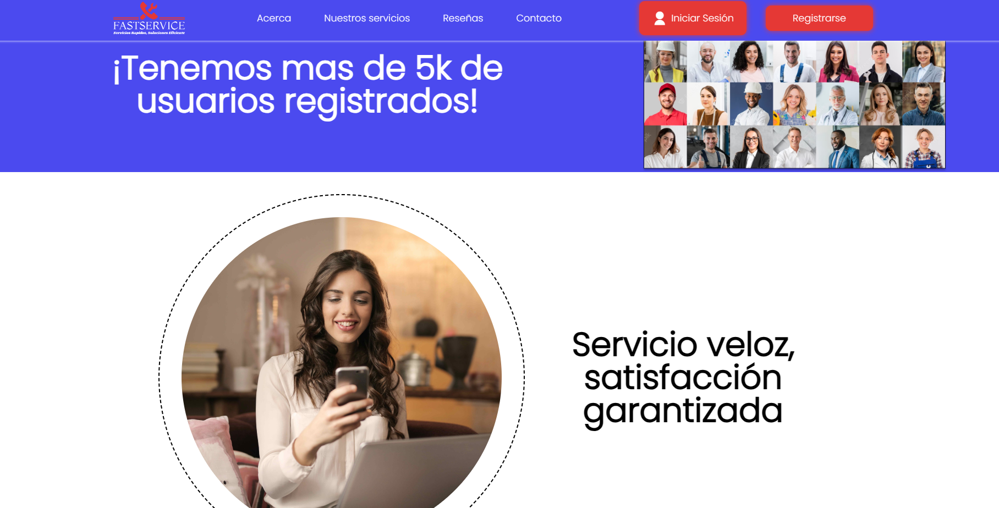 FASTSERVICE
Servicios Rapidos, Soluciones Eficiente
Acerca
Nuestros servicios
Reseñas
Contacto
Iniciar Sesión
Registrarse
¡Tenemos mas de 5k de
usuarios registrados!
Servicio veloz,
satisfacción
garantizada